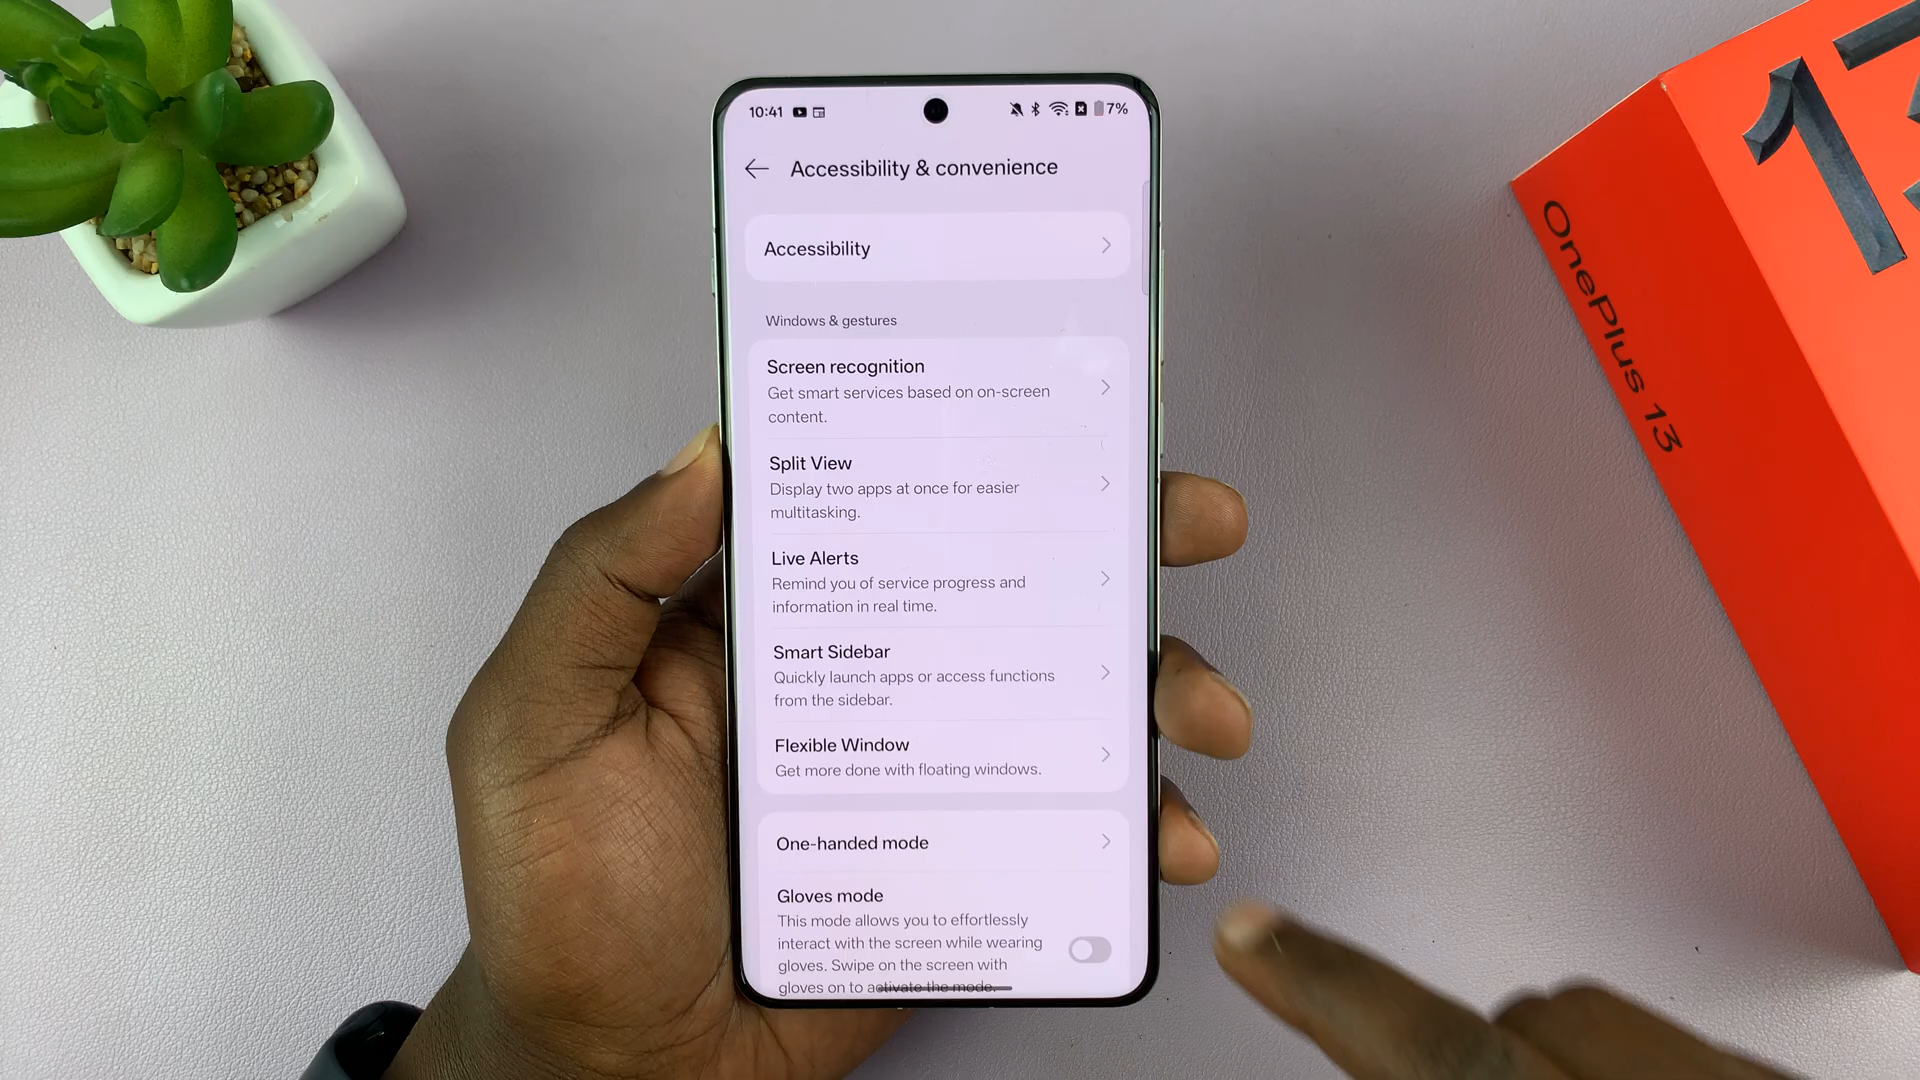 10:41
7%
Accessibility & convenience
Accessibility
Windows & gestures
Screen recognition
Get smart services based on on-screen
content.
Split View
Display two apps at once for easier
multitasking.
Live Alerts
Remind you of service progress and
information in real time.
Smart Sidebar
Quickly launch apps or access functions
from the sidebar.
Flexible Window
Get more done with floating windows.
One-handed mode
Gloves mode
This mode allows you to effortlessly
interact with the screen while wearing
gloves. Swipe on the screen with
gloves on to activate the mode.
OnePlus 13
13